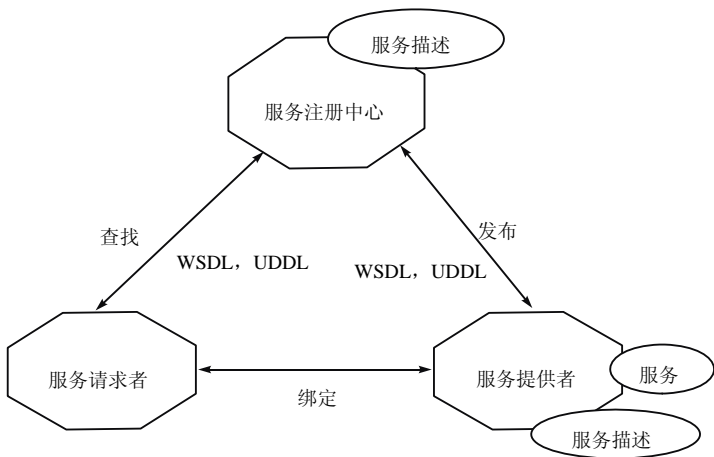 服务描述
服务注册中心
查找
发布
WSDL，UDDL
WSDL，UDDL
服务请求者
服务提供者
服务
绑定
服务描述